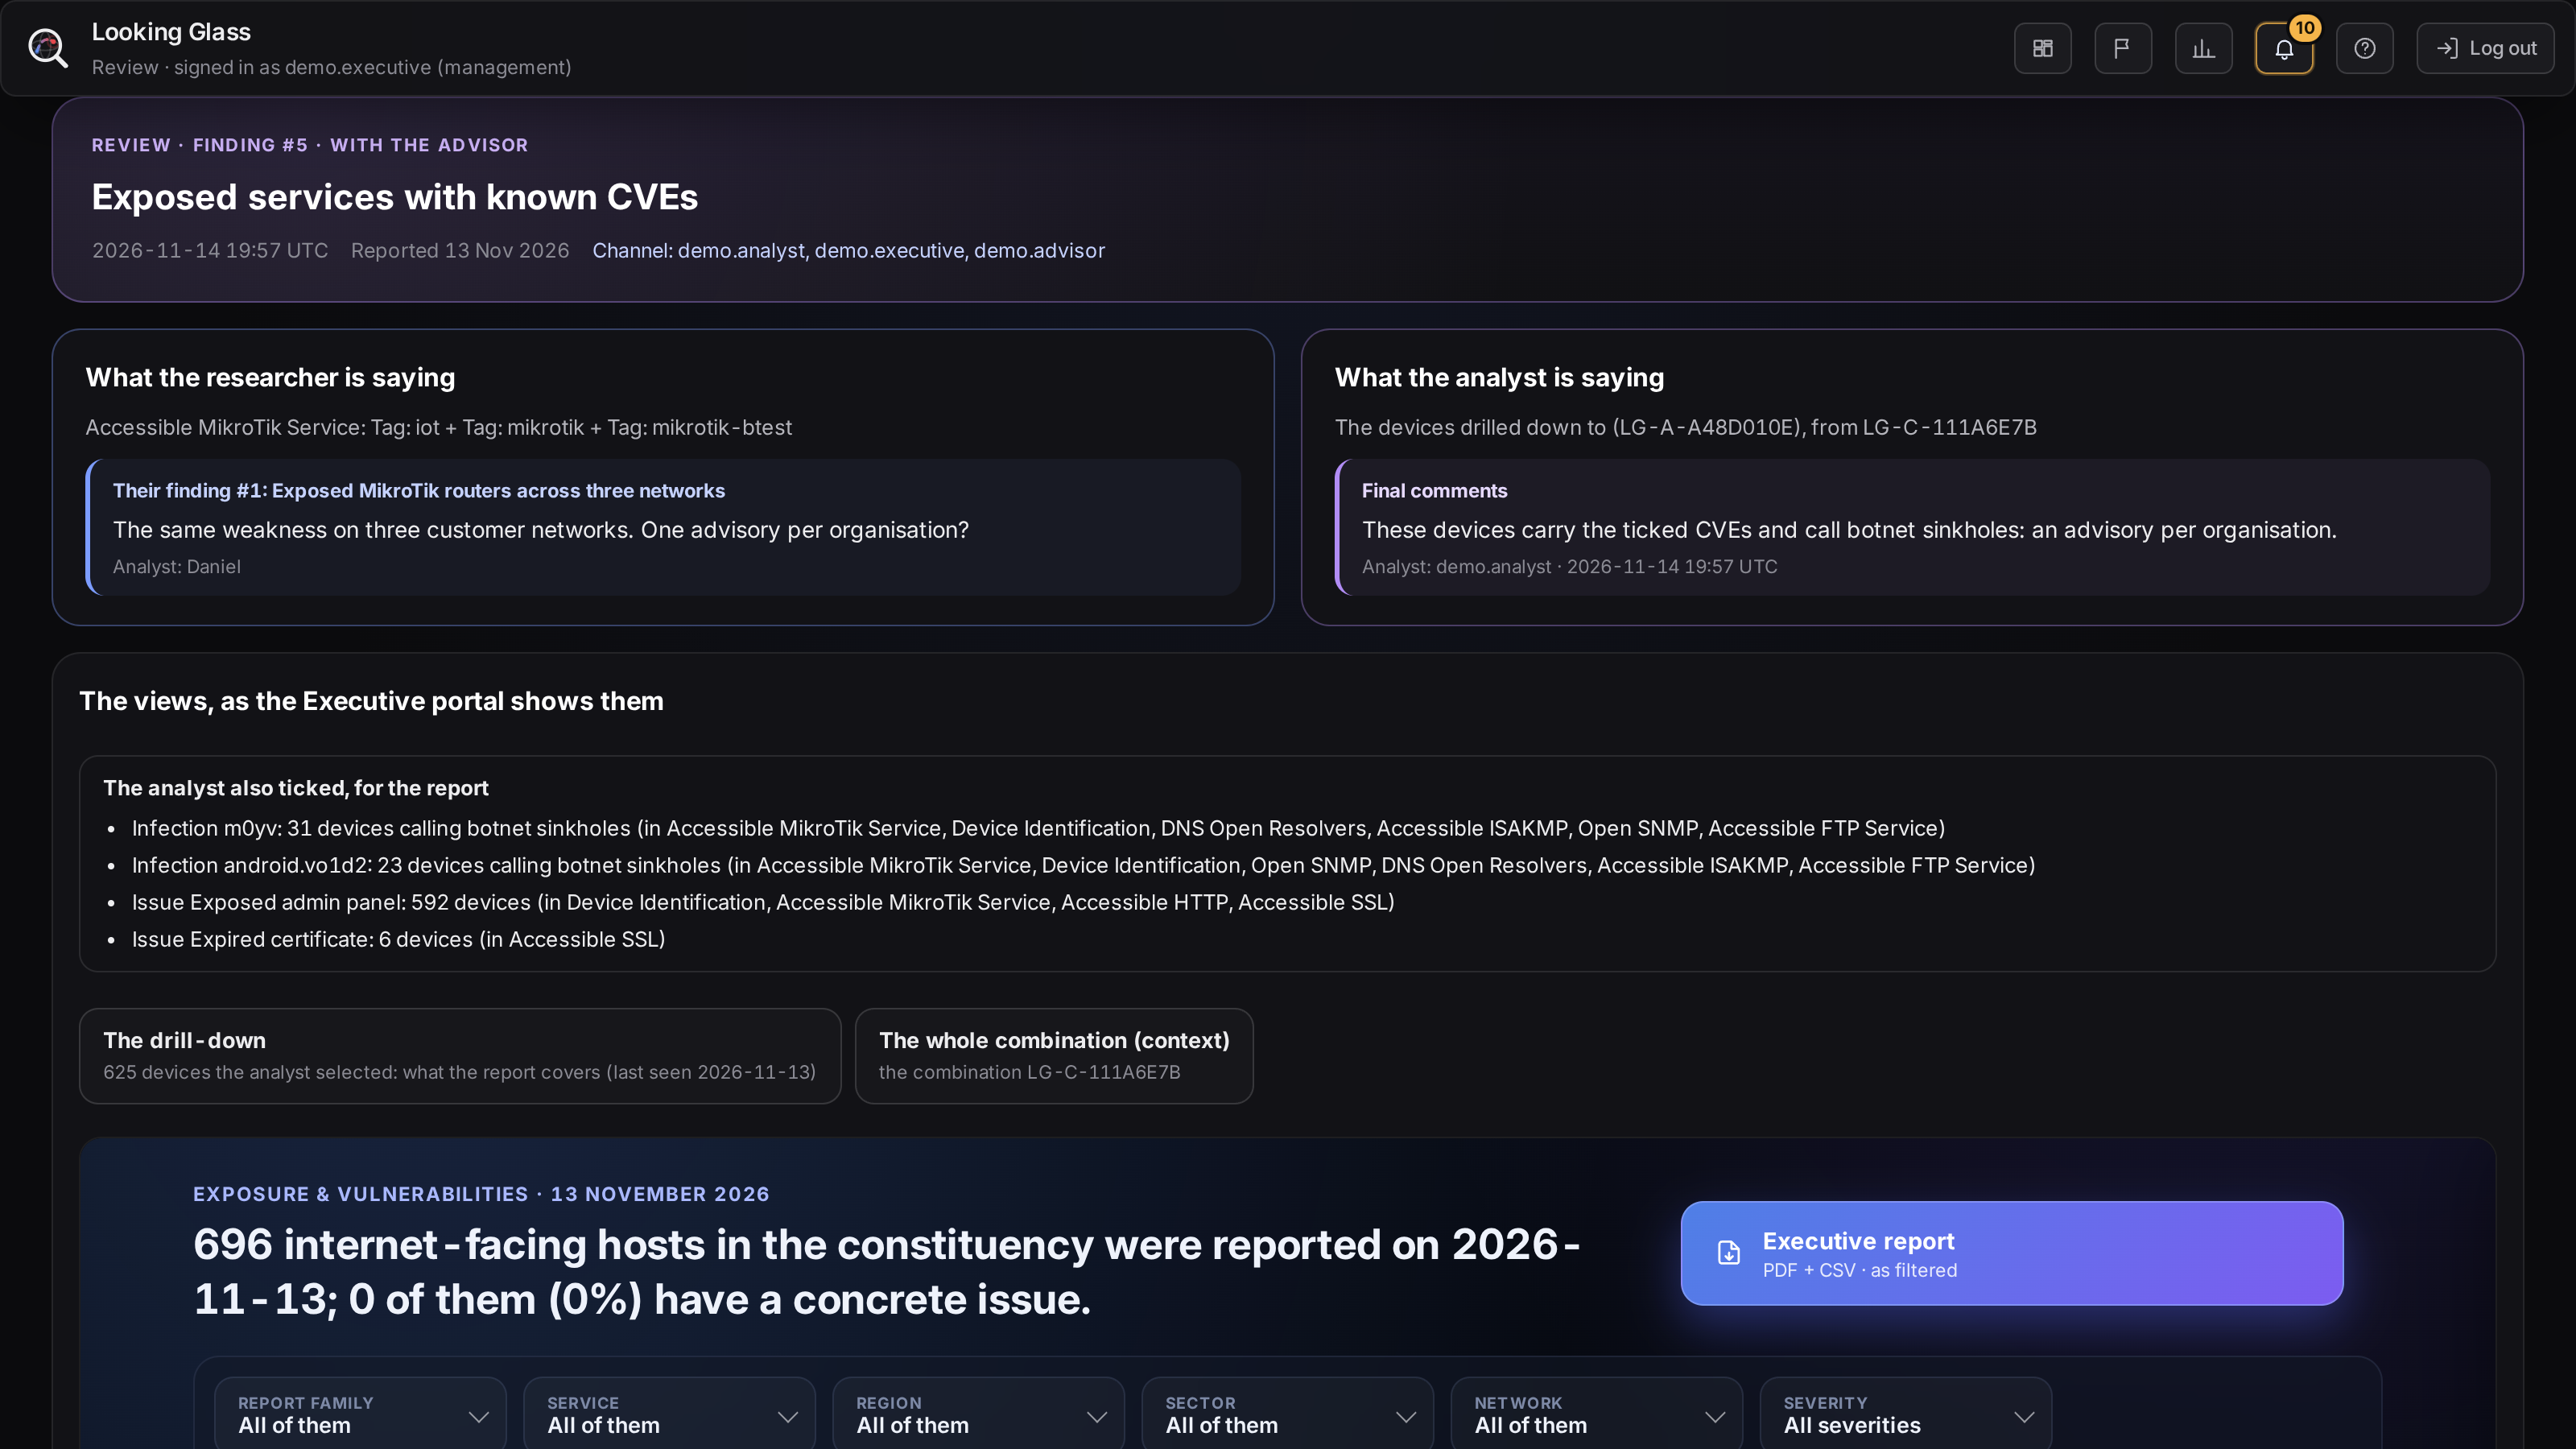 Looking Glass
Review · signed in as demo.executive (management)
10
Log out
REVIEW · FINDING #5 · WITH THE ADVISOR
Exposed services with known CVEs
2026-11-14 19:57 UTC Reported 13 Nov 2026 Channel: demo.analyst, demo.executive, demo.advisor
What the researcher is saying
Accessible MikroTik Service: Tag: iot + Tag: mikrotik + Tag: mikrotik-btest
Their finding #1: Exposed MikroTik routers across three networks
The same weakness on three customer networks. One advisory per organisation?
Analyst: Daniel
What the analyst is saying
The devices drilled down to (LG-A-A48D010E), from LG-C-111A6E7B
Final comments
These devices carry the ticked CVEs and call botnet sinkholes: an advisory per organisation.
Analyst: demo.analyst · 2026-11-14 19:57 UTC
The views, as the Executive portal shows them
The analyst also ticked, for the report
• Infection m0yv: 31 devices calling botnet sinkholes (in Accessible MikroTik Service, Device Identification, DNS Open Resolvers, Accessible ISAKMP, Open SNMP, Accessible FTP Service)
• Infection android.vo1d2: 23 devices calling botnet sinkholes (in Accessible MikroTik Service, Device Identification, Open SNMP, DNS Open Resolvers, Accessible ISAKMP, Accessible FTP Service)
• Issue Exposed admin panel: 592 devices (in Device Identification, Accessible MikroTik Service, Accessible HTTP, Accessible SSL)
• Issue Expired certificate: 6 devices (in Accessible SSL)
The drill-down
625 devices the analyst selected: what the report covers (last seen 2026-11-13)
The whole combination (context)
the combination LG-C-111A6E7B
EXPOSURE & VULNERABILITIES · 13 NOVEMBER 2026
696 internet-facing hosts in the constituency were reported on 2026-
11-13; 0 of them (0%) have a concrete issue.
Executive report
PDF + CSV · as filtered
REPORT FAMILY
All of them
SERVICE
All of them
REGION
All of them
SECTOR
All of them
NETWORK
All of them
SEVERITY
All severities